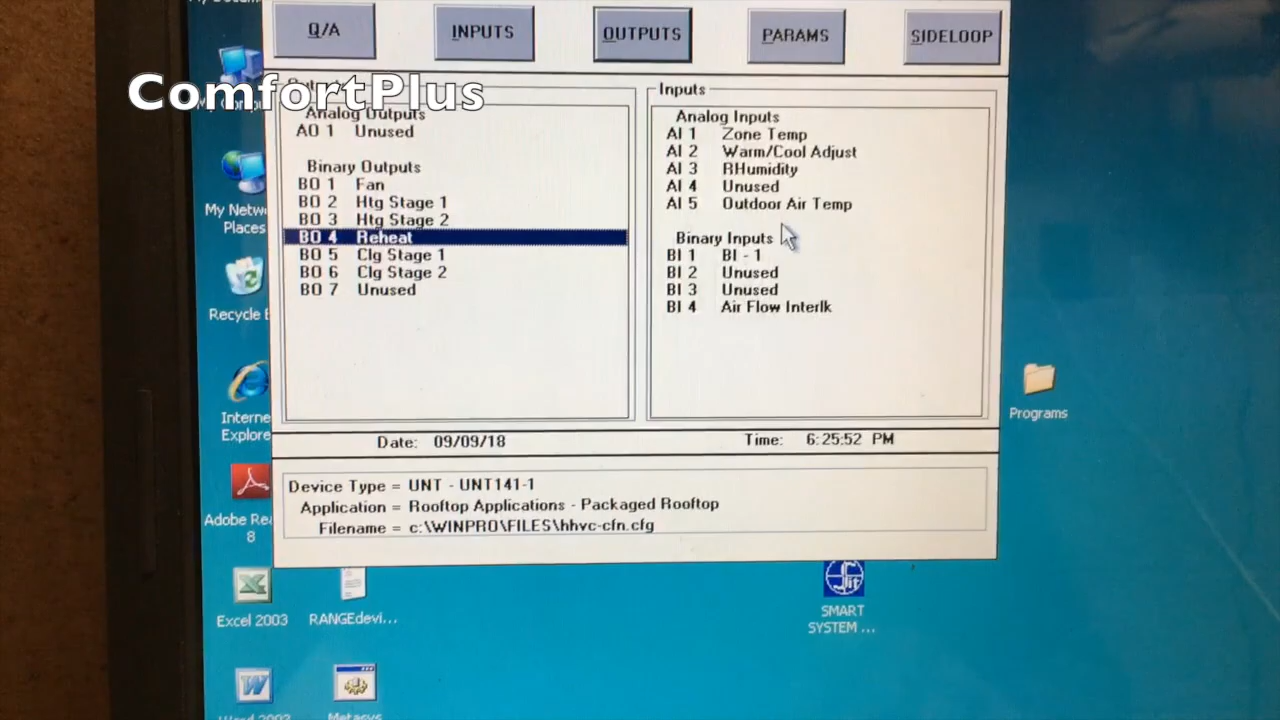 Q/A
INPUTS
OUTPUTS
PARAMS
SIDELOOP
ComfortPlus
Analog Outputs
AO 1 Unused
Binary Outputs
BO 1 Fan
BO 2 Htg Stage 1
BO 3 Htg Stage 2
BO 4 Reheat
BO 5 Clg Stage 1
BO 6 Clg Stage 2
BO 7 Unused
Inputs
Analog Inputs
AI 1 Zone Temp
AI 2 Warm/Cool Adjust
AI 3 RHumidity
AI 4 Unused
AI 5 Outdoor Air Temp
Binary Inputs
BI 1 BI - 1
BI 2 Unused
BI 3 Unused
BI 4 Air Flow Interlk
Date: 09/09/18
Time: 6:25:52 PM
Device Type = UNT - UNT141-1
Application = Rooftop Applications - Packaged Rooftop
Filename = c:\WINPRO\FILES\hhvc-cfn.cfg
My Netw
Places
Recycle
Internet
Explore
Adobe Rea
8
Excel 2003
RANGEdevi...
Programs
SMART
SYSTEM ...
Metasys